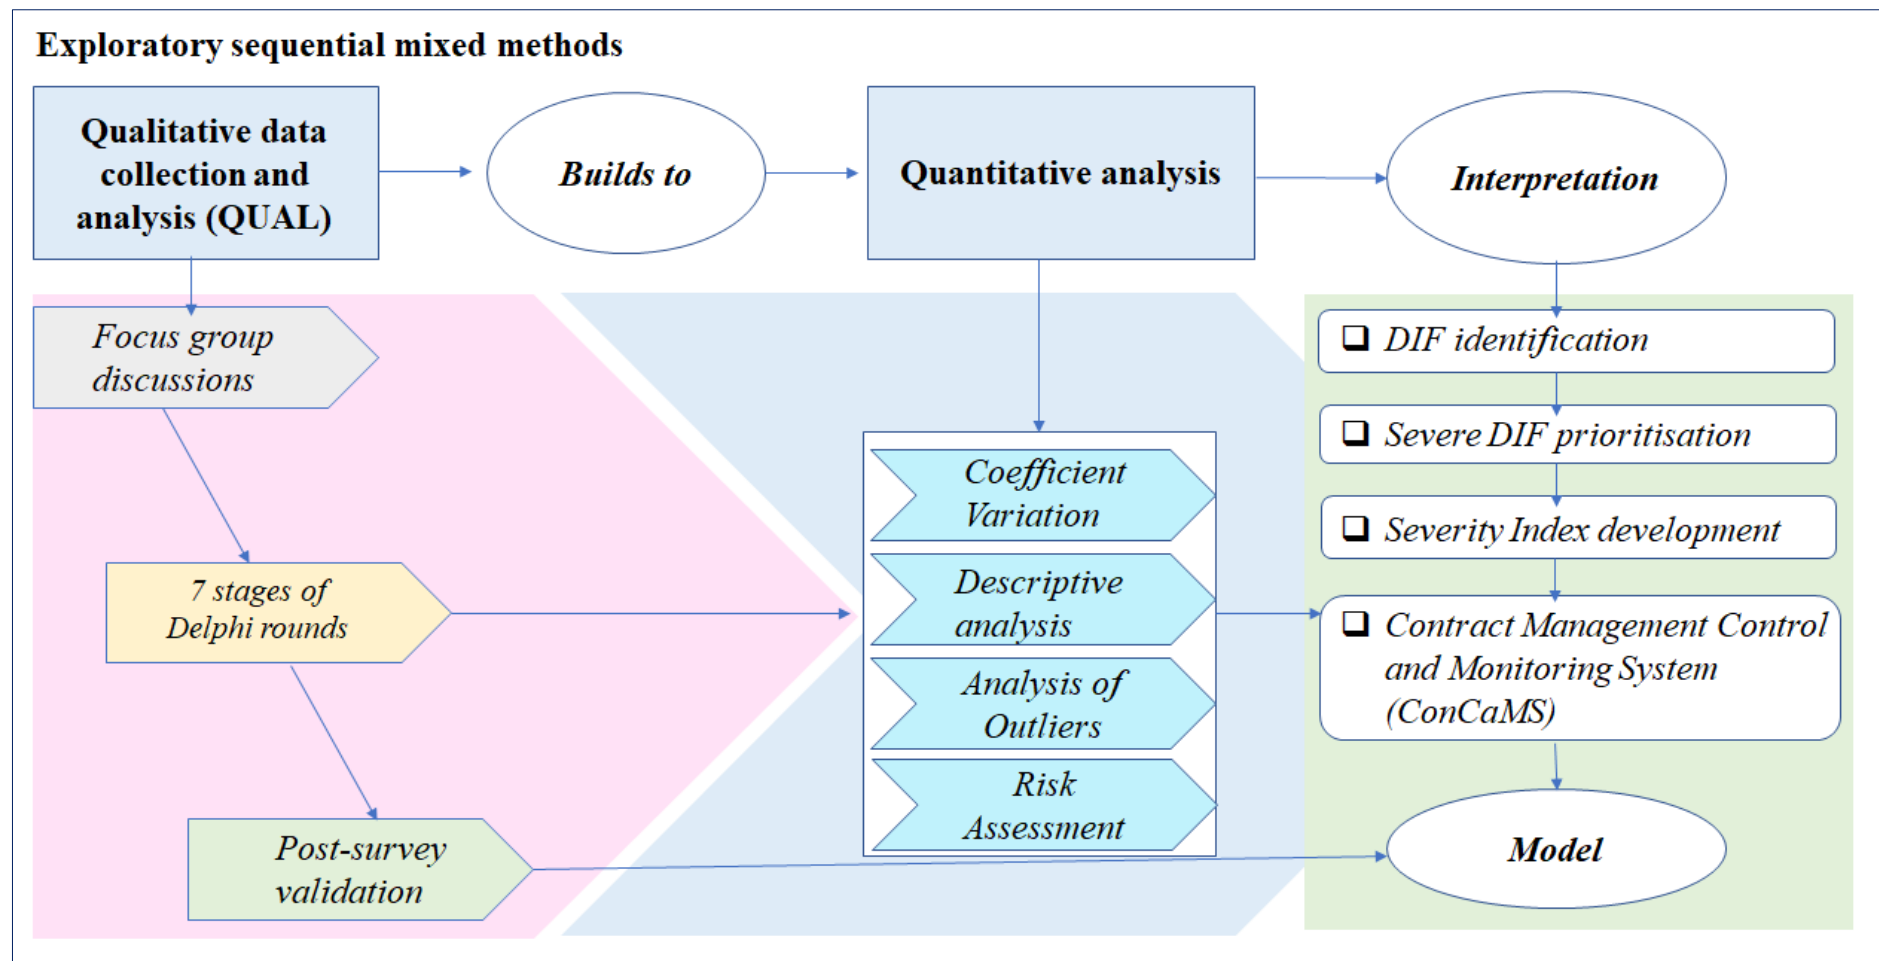 Exploratory sequential mixed methods
Qualitative data
collection and
analysis (QUAL)
Builds to
Quantitative analysis
Interpretation
Focus group
discussions
7 stages of
Delphi rounds
Post-survey
validation
Coefficient
Variation
Descriptive
analysis
Analysis of
Outliers
Risk
Assessment
DIF identification
Severe DIF prioritisation
Severity Index development
Contract Management Control
and Monitoring System
(ConCaMS)
Model